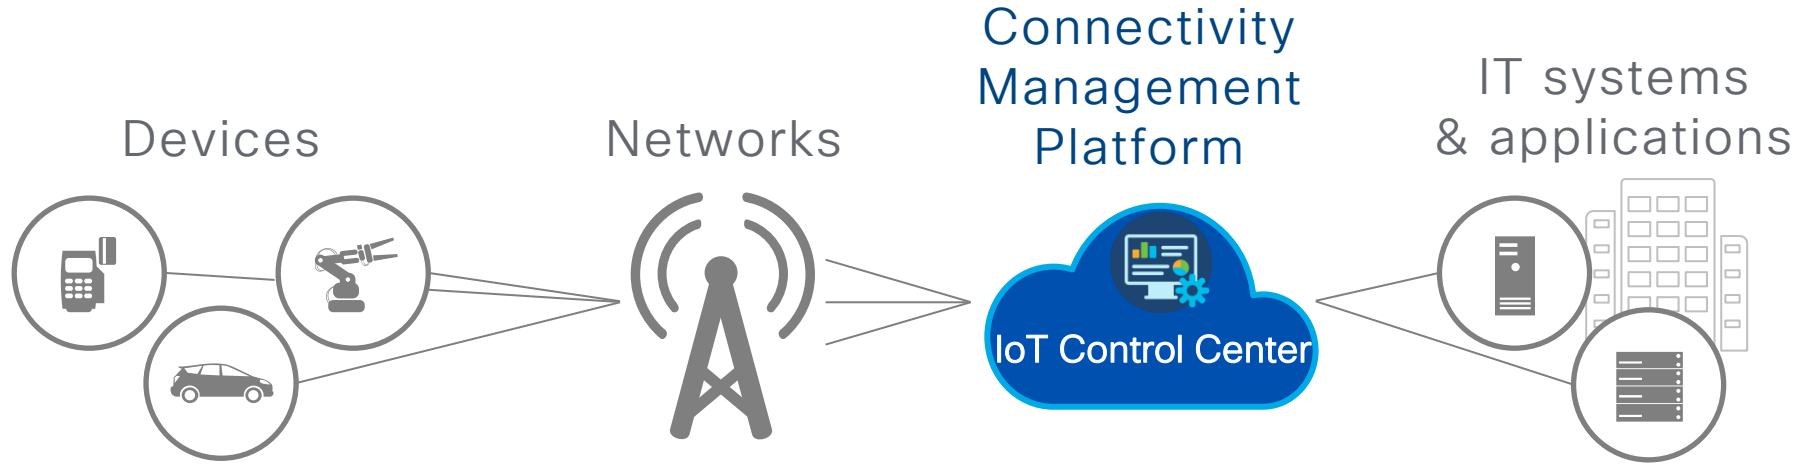 Devices
Networks
Connectivity
Management
Platform
IoT Control Center
IT systems
& applications